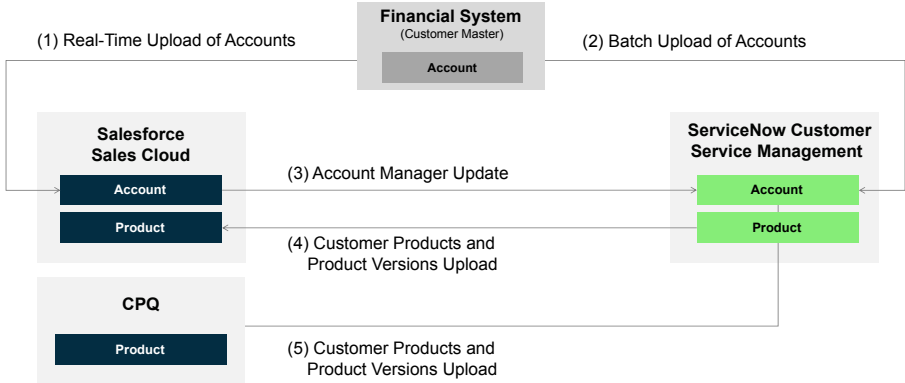 Financial System
(Customer Master)
Account
(1) Real-Time Upload of Accounts
(2) Batch Upload of Accounts
Salesforce
Sales Cloud
Account
Product
ServiceNow Customer
Service Management
Account
Product
(3) Account Manager Update
(4) Customer Products and
Product Versions Upload
CPQ
Product
(5) Customer Products and
Product Versions Upload